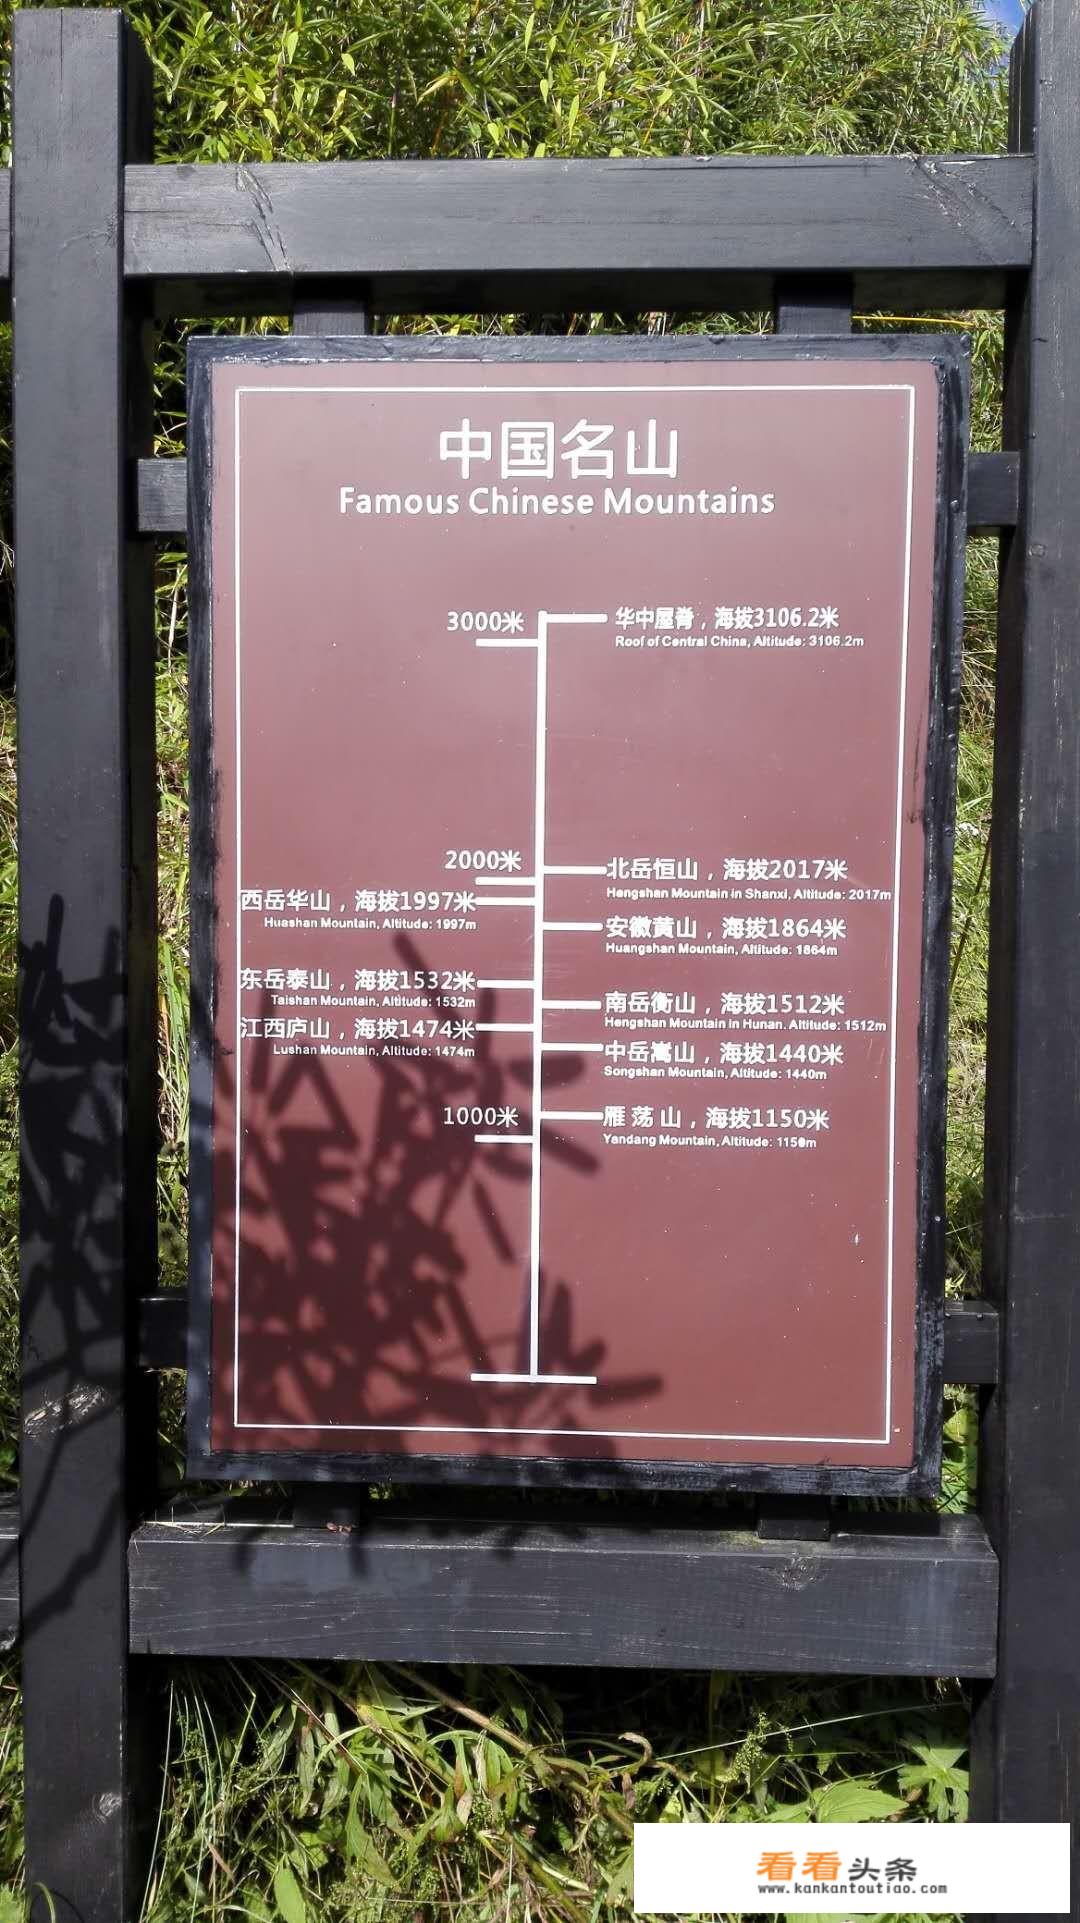 中国名山
Famous Chinese Mountains
3000米
华中屋脊，海拔3106.2米
Roof of Central China, Altitude: 3106.2m
2000米
北岳恒山，海拔2017米
Hengshan Mountain in Shanxi, Altitude: 2017m
西岳华山，海拔1997米
Huashan Mountain, Altitude: 1997m
安徽黄山，海拔1864米
Huangshan Mountain, Altitude: 1864m
东岳泰山，海拔1532米
Taishan Mountain, Altitude: 1532m
南岳衡山，海拔1512米
Hengshan Mountain in Hunan. Altitude: 1512m
江西庐山，海拔1474米
Lushan Mountain, Altitude: 1474m
中岳嵩山，海拔1440米
Songshan Mountain, Altitude: 1440m
1000米
雁荡山，海拔1150米
Yandang Mountain, Altitude: 1150m
看看头条
www.kankantoutiao.com